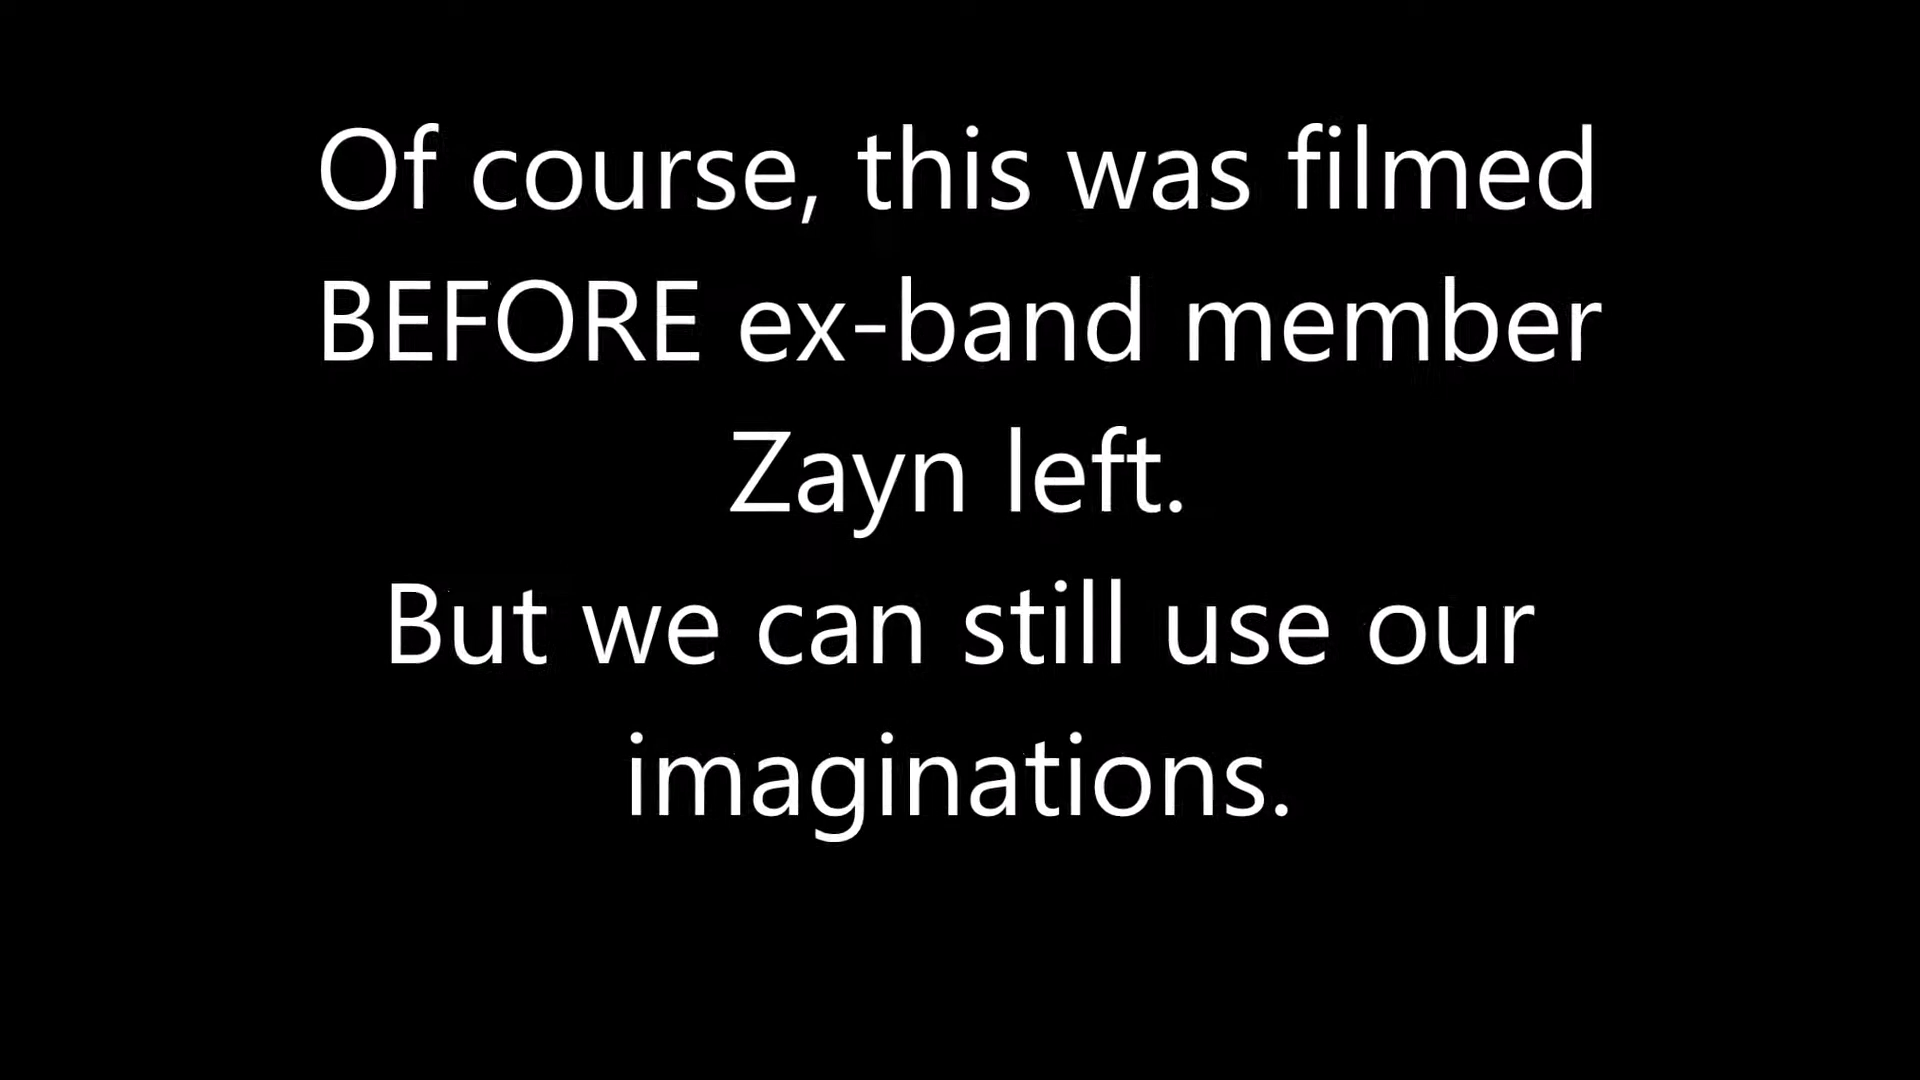 Of course, this was filmed
BEFORE ex-band member
Zayn left.
But we can still use our
imaginations.